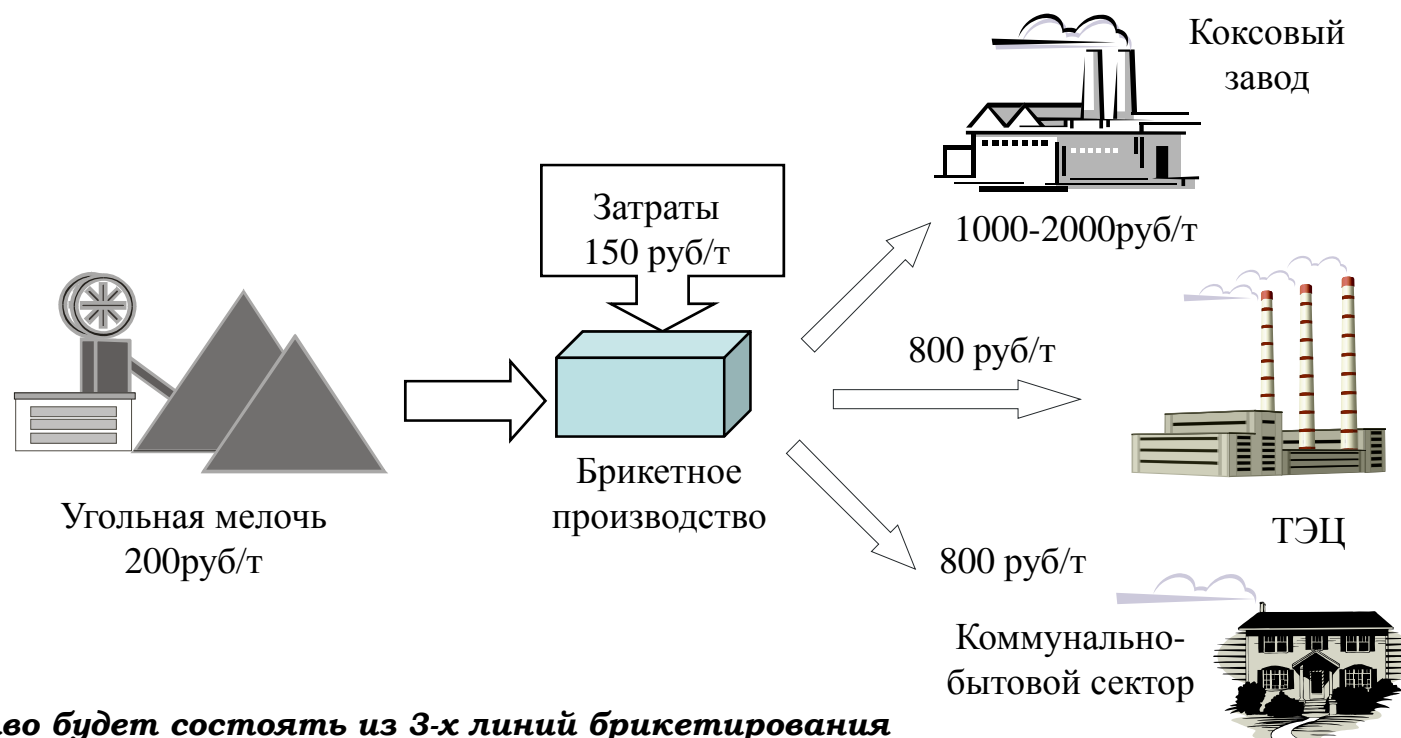 Коксовый
завод
Затраты
150 руб/т
1000-2000руб/т
800 руб/т
Брикетное
производство
Угольная мелочь
200руб/т
ТЭЦ
800 руб/т
Коммунально-
бытовой сектор
будет состоять из 3-х линий брикетирования